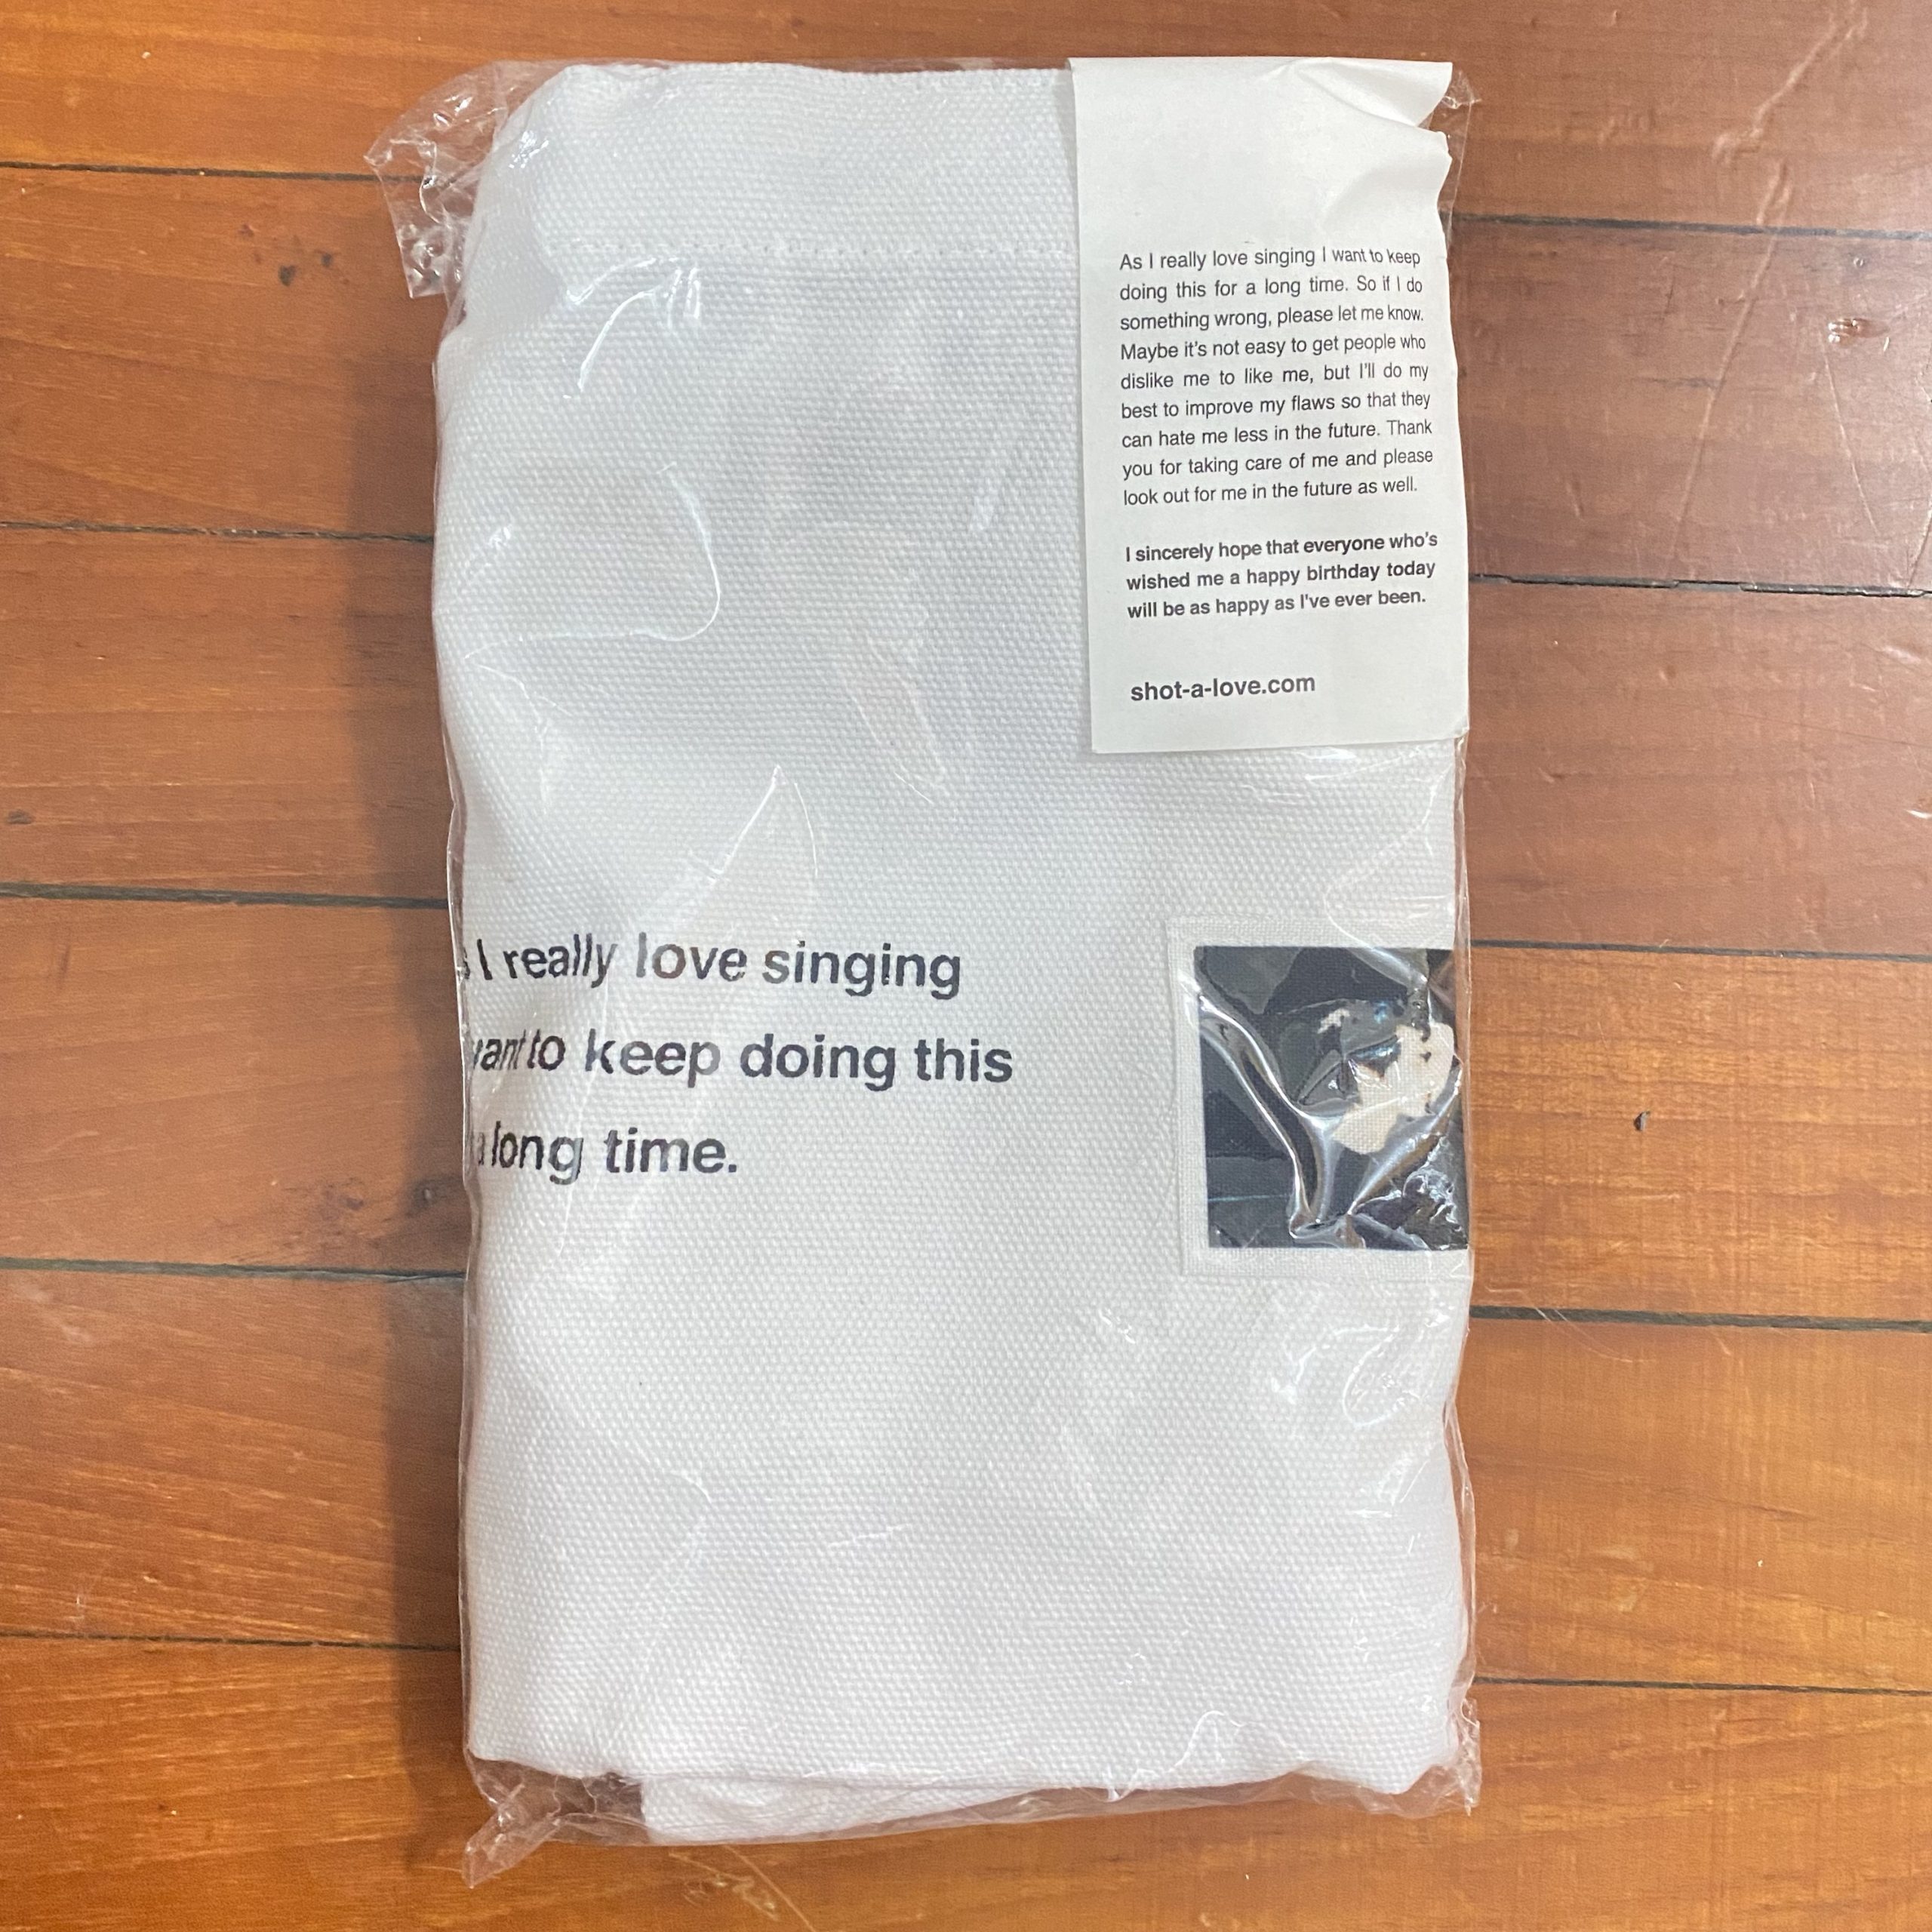 As I really love singing I want to keep
doing this for a long time. So if I do
something wrong, please let me know.
Maybe it's not easy to get people who
dislike me to like me, but I'll do my
best to improve my flaws so that they
can hate me less in the future. Thank
you for taking care of me and please
look out for me in the future as well.
I sincerely hope that everyone who's
wished me a happy birthday today
will be as happy as I've ever been.
shot-a-love.com
I really love singing
to keep doing this
a long time.